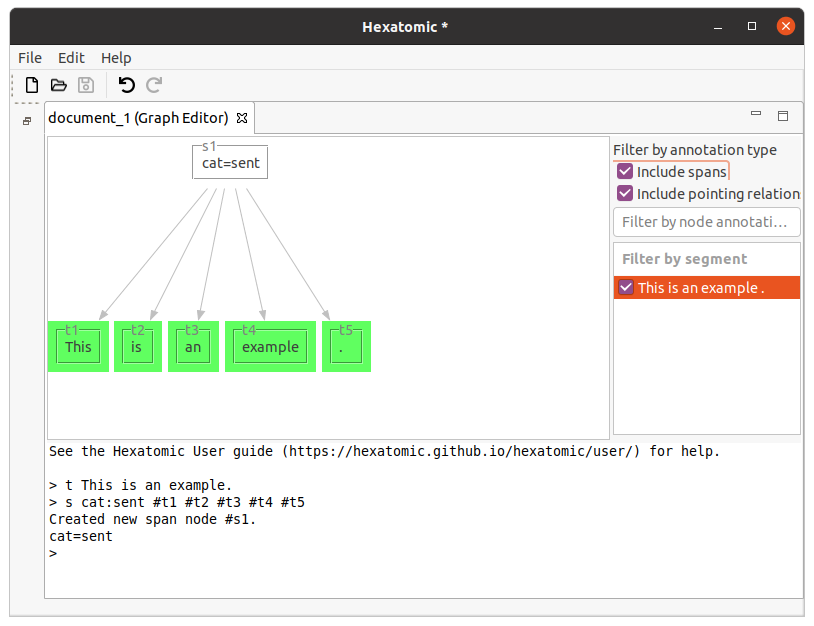 Hexatomic *
File Edit Help
document_1 (Graph Editor)
s1
cat=sent
t1 t2 t3 t4 t5
This is an example .
Filter by annotation type
Include spans
Include pointing relation
Filter by node annotati...
Filter by segment
This is an example .
See the Hexatomic User guide (https://hexatomic.github.io/hexatomic/user/) for help.
> t This is an example.
> s cat:sent #t1 #t2 #t3 #t4 #t5
Created new span node #s1.
cat=sent
>